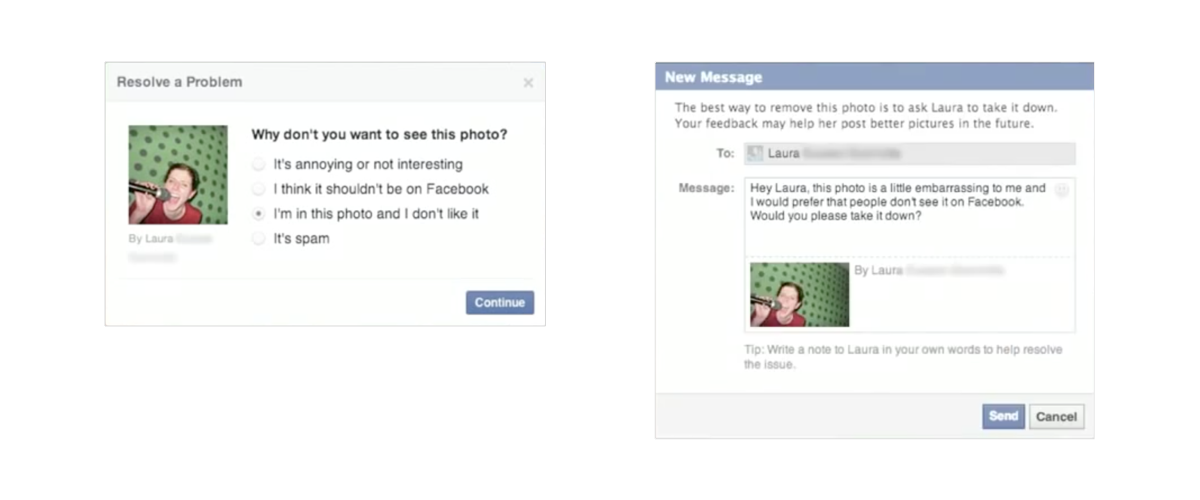 Resolve a Problem
Why don't you want to see this photo?
It's annoying or not interesting
I think it shouldn't be on Facebook
I'm in this photo and I don't like it
It's spam
By Laura
Continue
New Message
The best way to remove this photo is to ask Laura to take it down.
Your feedback may help her post better pictures in the future.
To: Laura
Message: Hey Laura, this photo is a little embarrassing to me and
I would prefer that people don't see it on Facebook.
Would you please take it down?
By Laura
Tip: Write a note to Laura in your own words to help resolve
the issue.
Send Cancel